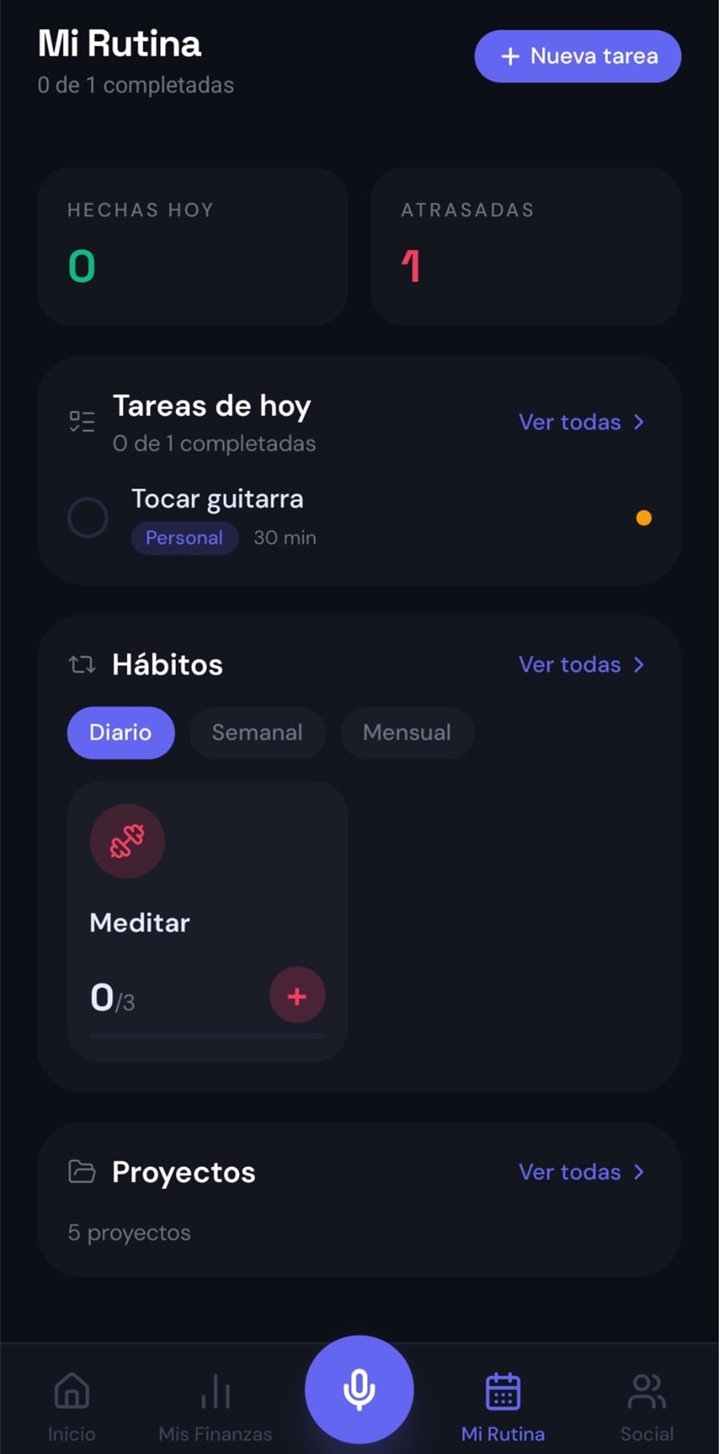 Mi Rutina
+ Nueva tarea
0 de 1 completadas
HECHAS HOY
0
ATRASADAS
1
Tareas de hoy
0 de 1 completadas
Ver todas >
Tocar guitarra
Personal 30 min
Hábitos
Ver todas >
Diario Semanal Mensual
Meditar
0/3
+
Proyectos
Ver todas >
5 proyectos
Inicio Mis Finanzas Mi Rutina Social